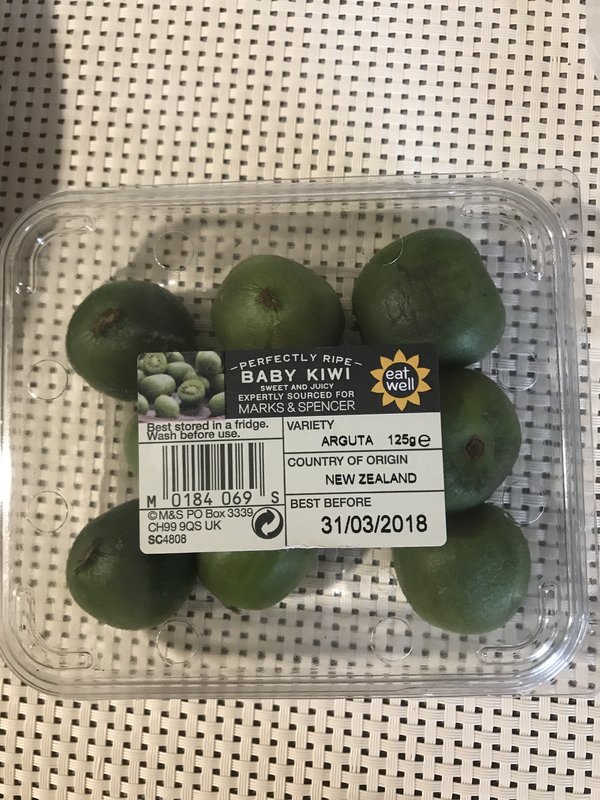 PERFECTLY RIPE
BABY KIWI
SWEET AND JUICY
EXPERTLY SOURCED FOR
MARKS & SPENCER
eat
well
Best stored in a fridge.
Wash before use.
M 0184 069 S
© M&S PO Box 3339
CH99 9QS UK
SC4808
VARIETY
ARGUTA 125g ℮
COUNTRY OF ORIGIN
NEW ZEALAND
BEST BEFORE
31/03/2018